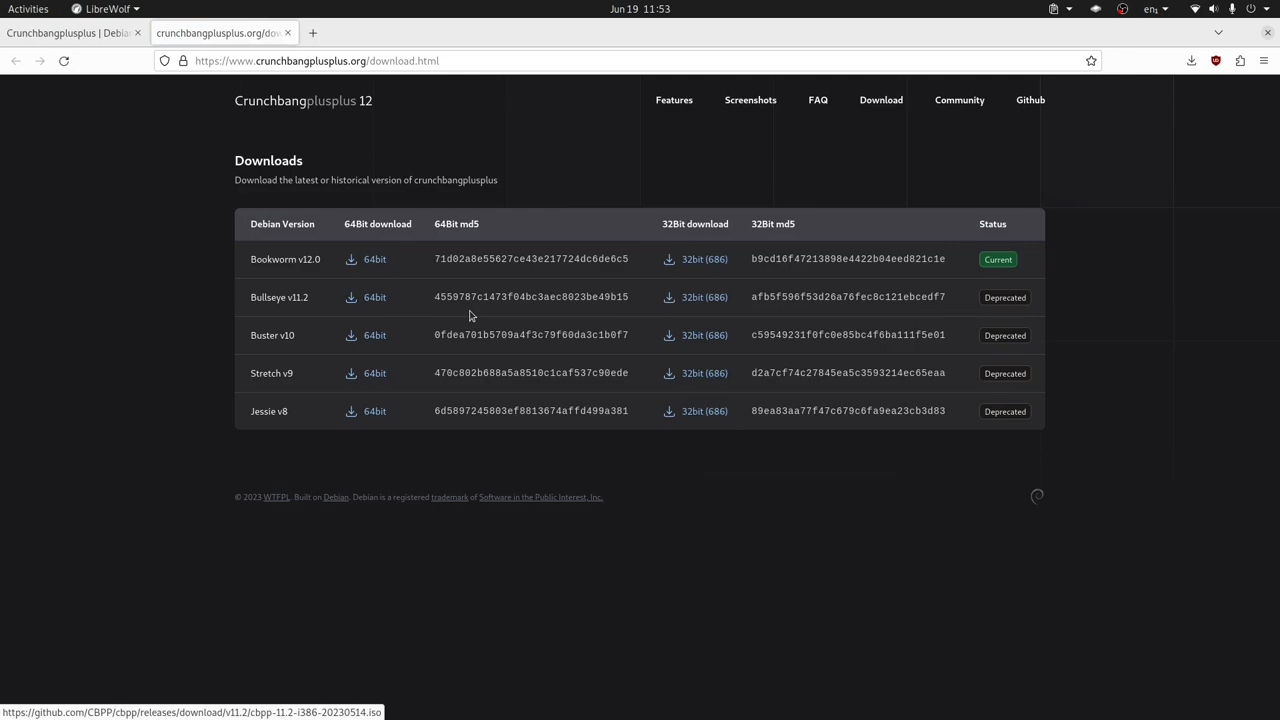 Activities LibreWolf Jun 19 11:53 en1
Crunchbangplusplus | Debia crunchbangplusplus.org/dow
https://www.crunchbangplusplus.org/download.html
Crunchbangplusplus 12 Features Screenshots FAQ Download Community Github
Downloads
Download the latest or historical version of crunchbangplusplus
Debian Version 64Bit download 64Bit md5 32Bit download 32Bit md5 Status
Bookworm v12.0 64bit 71d02a8e55627ce43e217724dc6de6c5 32bit (686) b9cd16f47213898e4422b04eed821c1e Current
Bullseye v11.2 64bit 4559787c1473f04bc3aec8023be49b15 32bit (686) afb5f596f53d26a76fec8c121ebcedf7 Deprecated
Buster v10 64bit 0fdea701b5709a4f3c79f60da3c1b0f7 32bit (686) c59549231f0fc0e85bc4f6ba111f5e01 Deprecated
Stretch v9 64bit 470c802b688a5a8510c1caf537c90ede 32bit (686) d2a7cf74c27845ea5c3593214ec65eaa Deprecated
Jessie v8 64bit 6d5897245803ef8813674affd499a381 32bit (686) 89ea83aa77f47c679c6fa9ea23cb3d83 Deprecated
© 2023 WTFPL. Built on Debian. Debian is a registered trademark of Software in the Public Interest, Inc.
https://github.com/CBPP/cbpp/releases/download/v11.2/cbpp-11.2-i386-20230514.iso